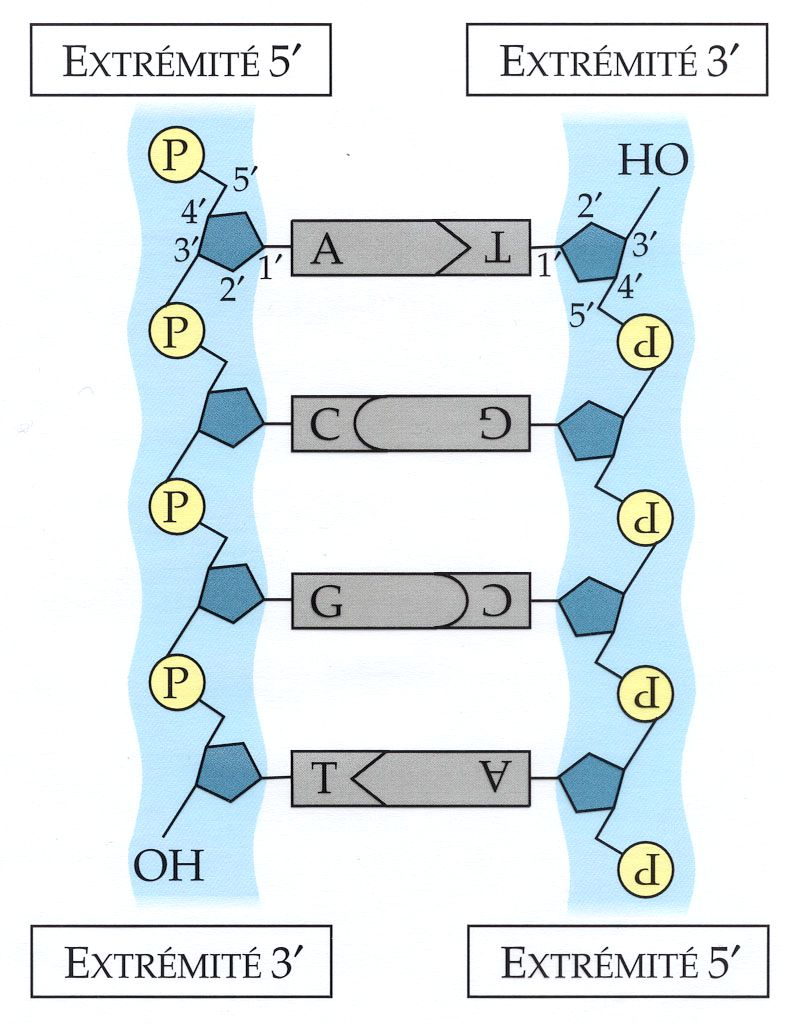 EXTRÉMITÉ 5′ EXTRÉMITÉ 3′
P HO
5′
4′ 2′
3′ A T 3′
1′ 1′
2′ 4′
5′
P P
C G
P P
G C
P P
T A
OH P
EXTRÉMITÉ 3′ EXTRÉMITÉ 5′